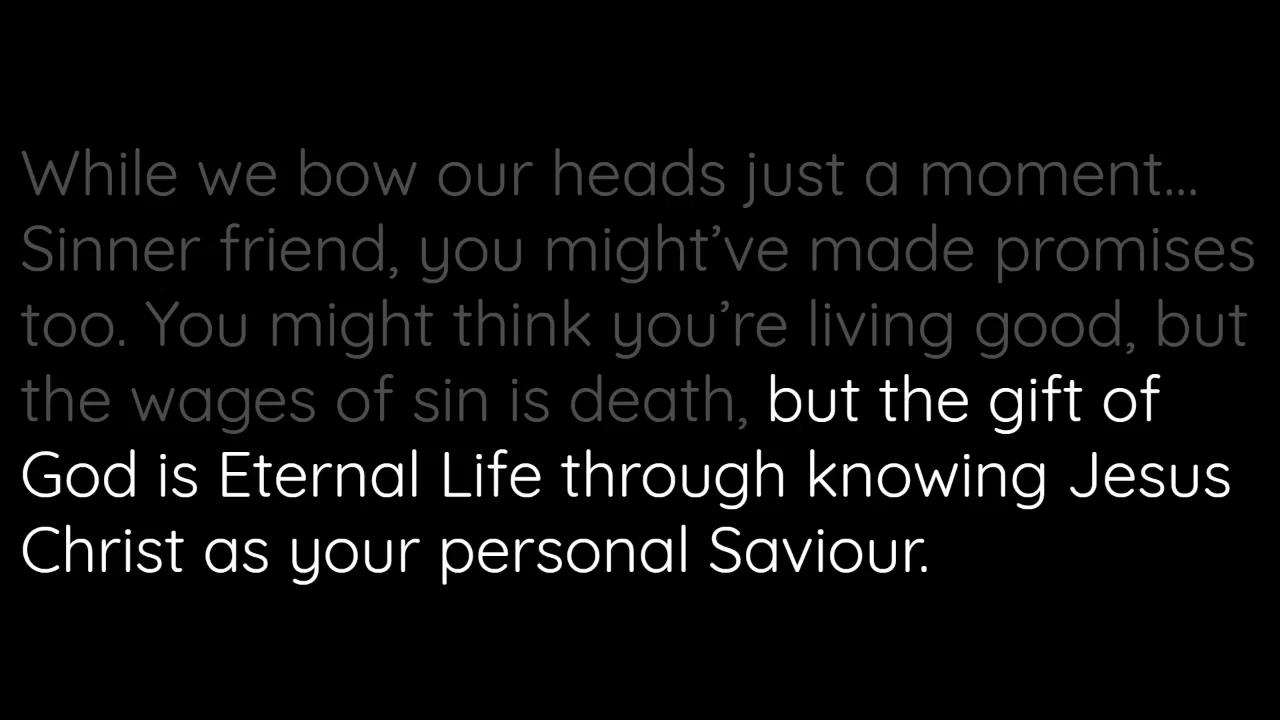 While we bow our heads just a moment...
Sinner friend, you might’ve made promises
too. You might think you’re living good, but
the wages of sin is death, but the gift of
God is Eternal Life through knowing Jesus
Christ as your personal Saviour.